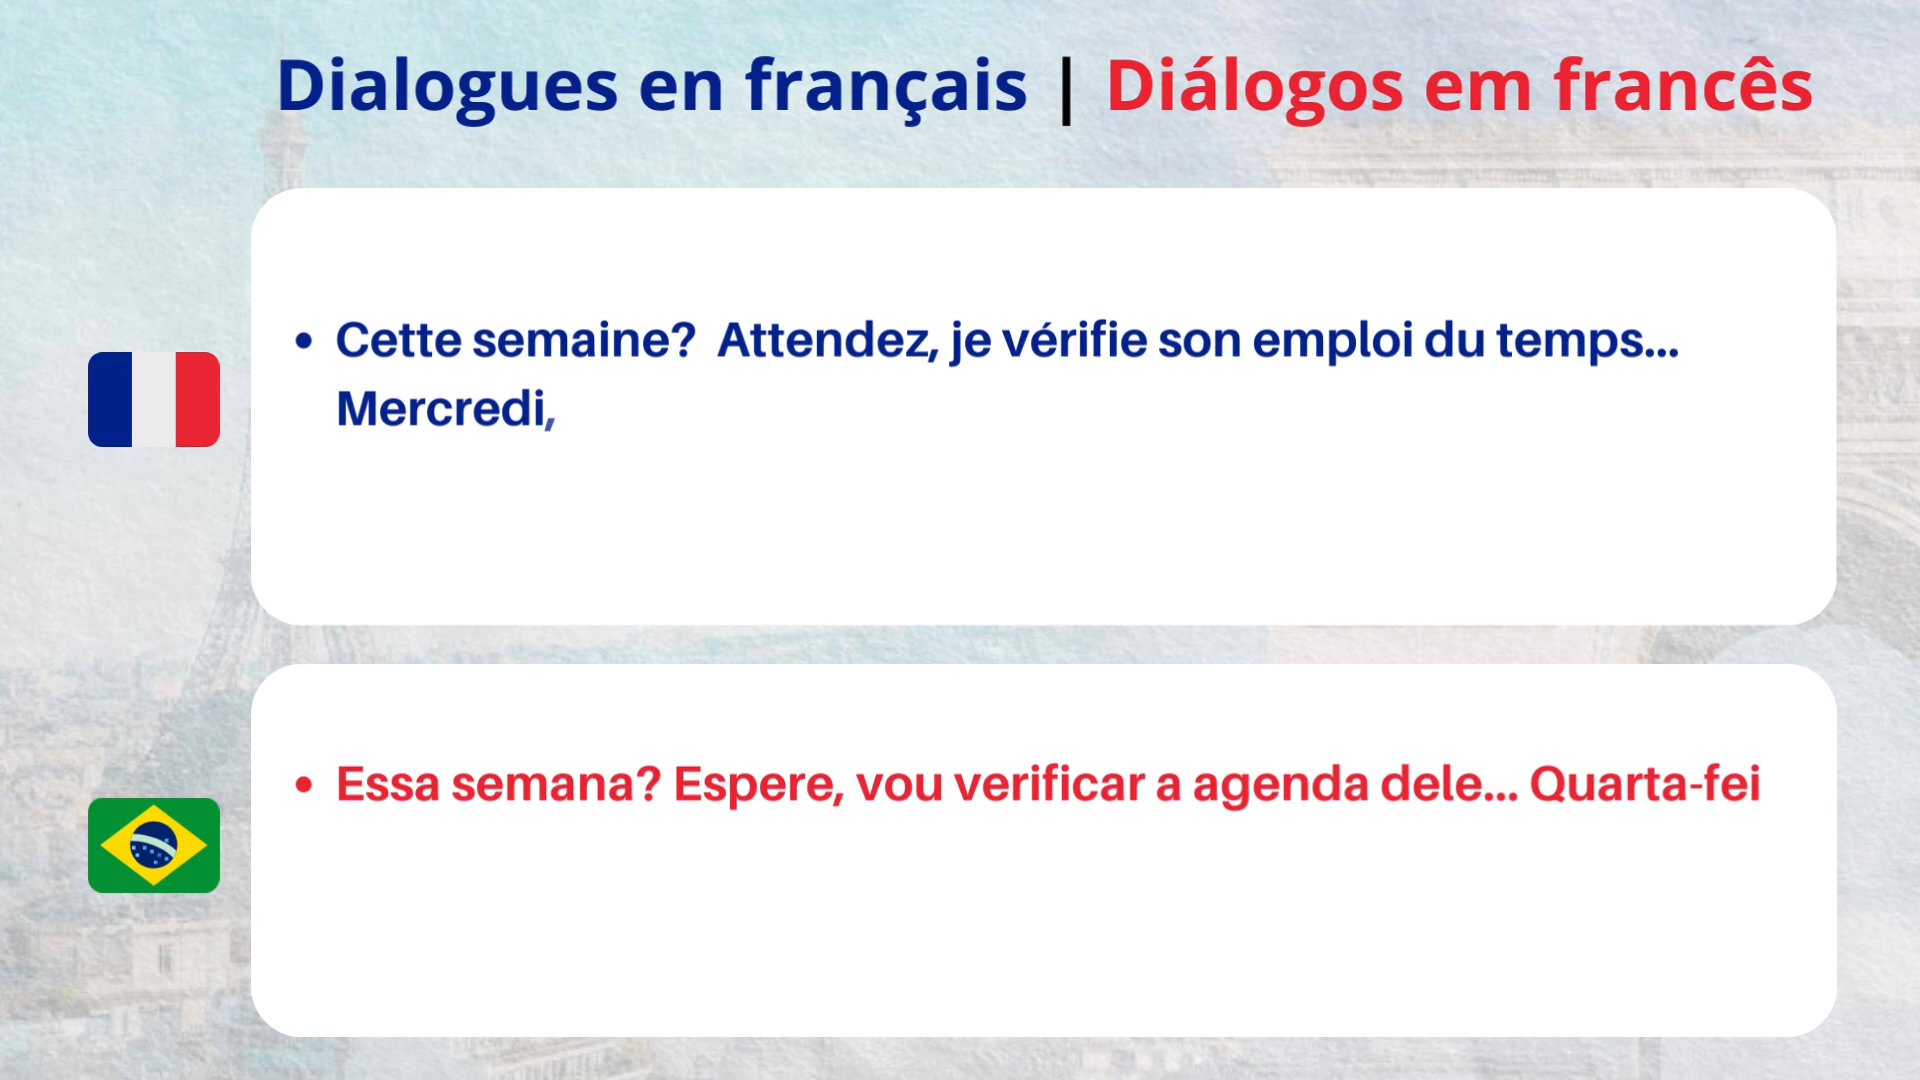 Dialogues en français | Diálogos em francês
• Cette semaine?  Attendez, je vérifie son emploi du temps...
Mercredi,
• Essa semana? Espere, vou verificar a agenda dele... Quarta-fei